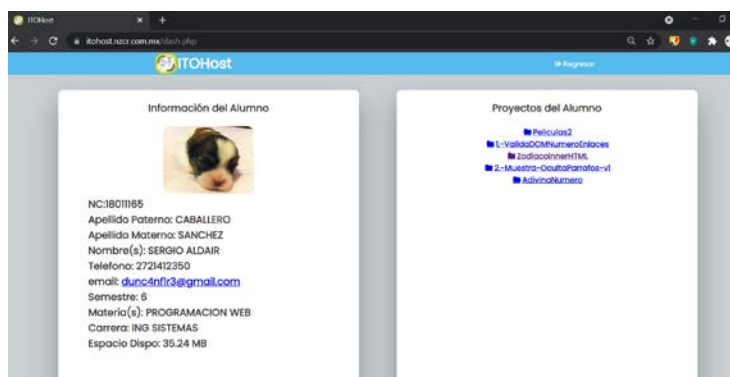 ITOHost
itohost.nzcr.com.mx/dash.php
ITOHost
Regresar
Información del Alumno
NC:18011165
Apellido Paterno: CABALLERO
Apellido Materno: SANCHEZ
Nombre(s): SERGIO ALDAIR
Telefono: 2721412350
email: dunc4nf1r3@gmail.com
Semestre: 6
Materia(s): PROGRAMACION WEB
Carrera: ING SISTEMAS
Espacio Dispo: 35.24 MB
Proyectos del Alumno
Peliculas2
1.-ValidaDOMNumeroEnlaces
ZodiacoInnerHTML
2.-Muestra-OcultaParrafos-v1
AdivinaNumero